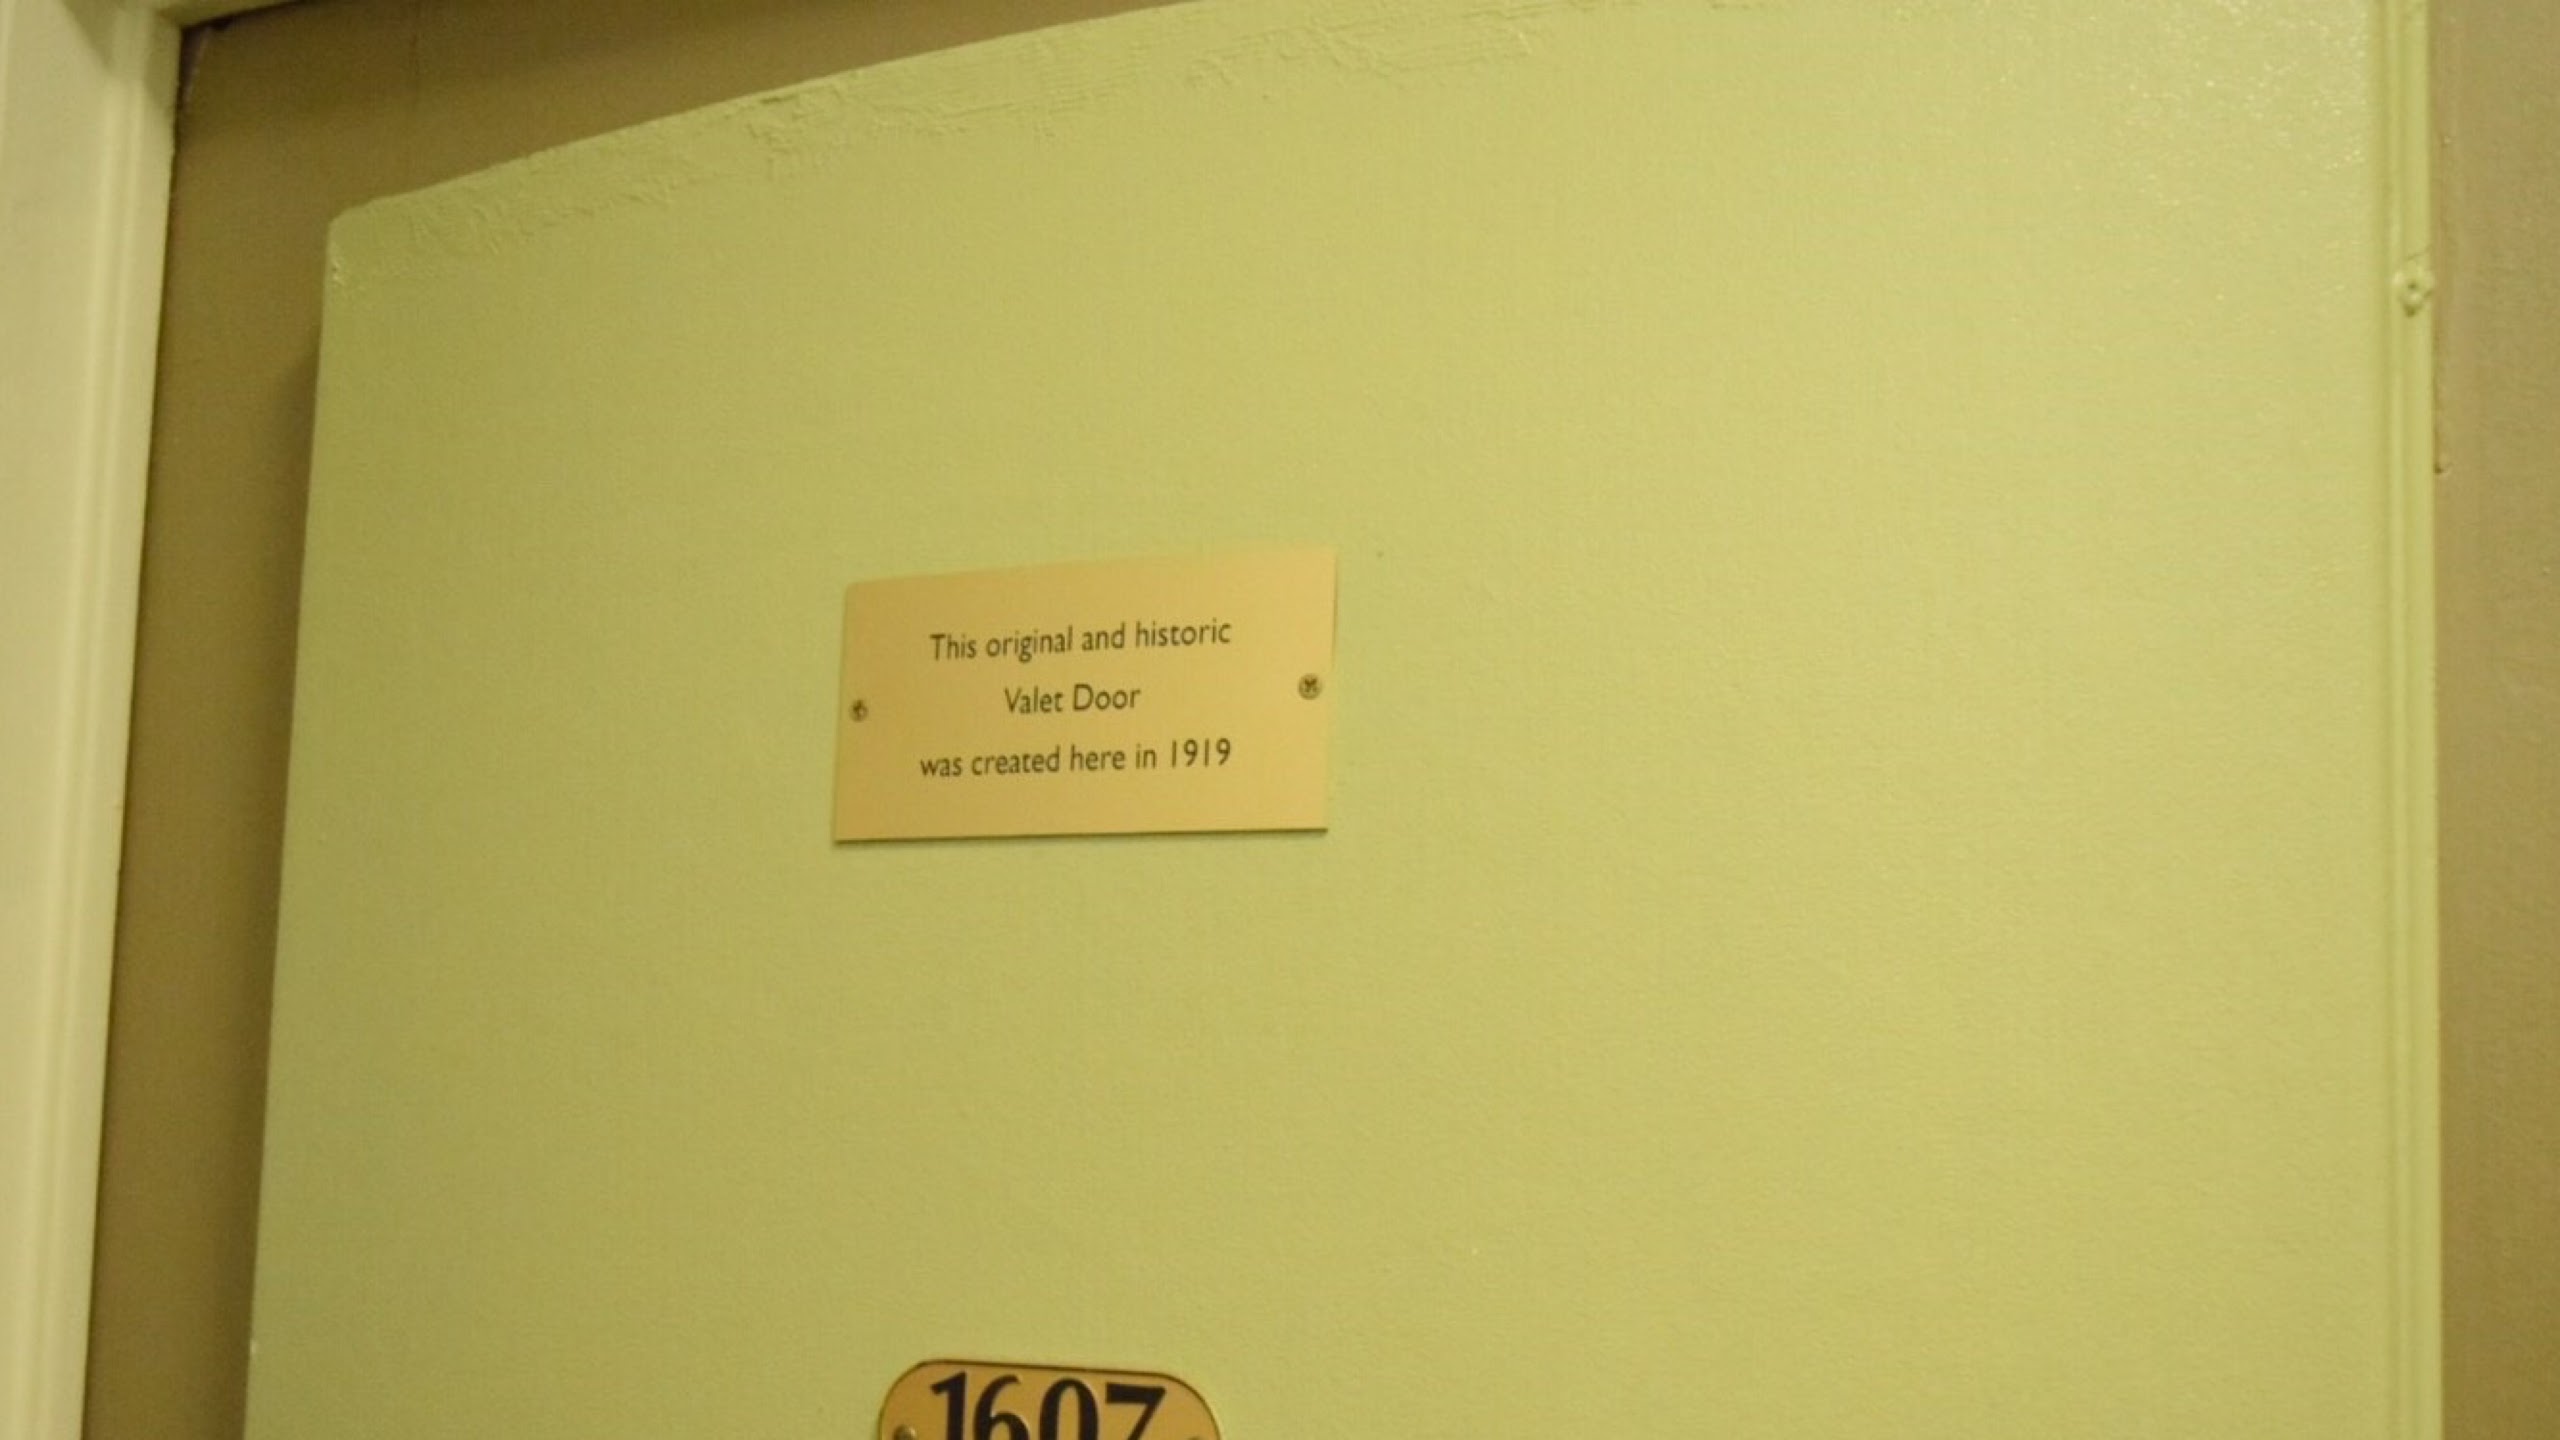 This original and historic
Valet Door
was created here in 1919
1607